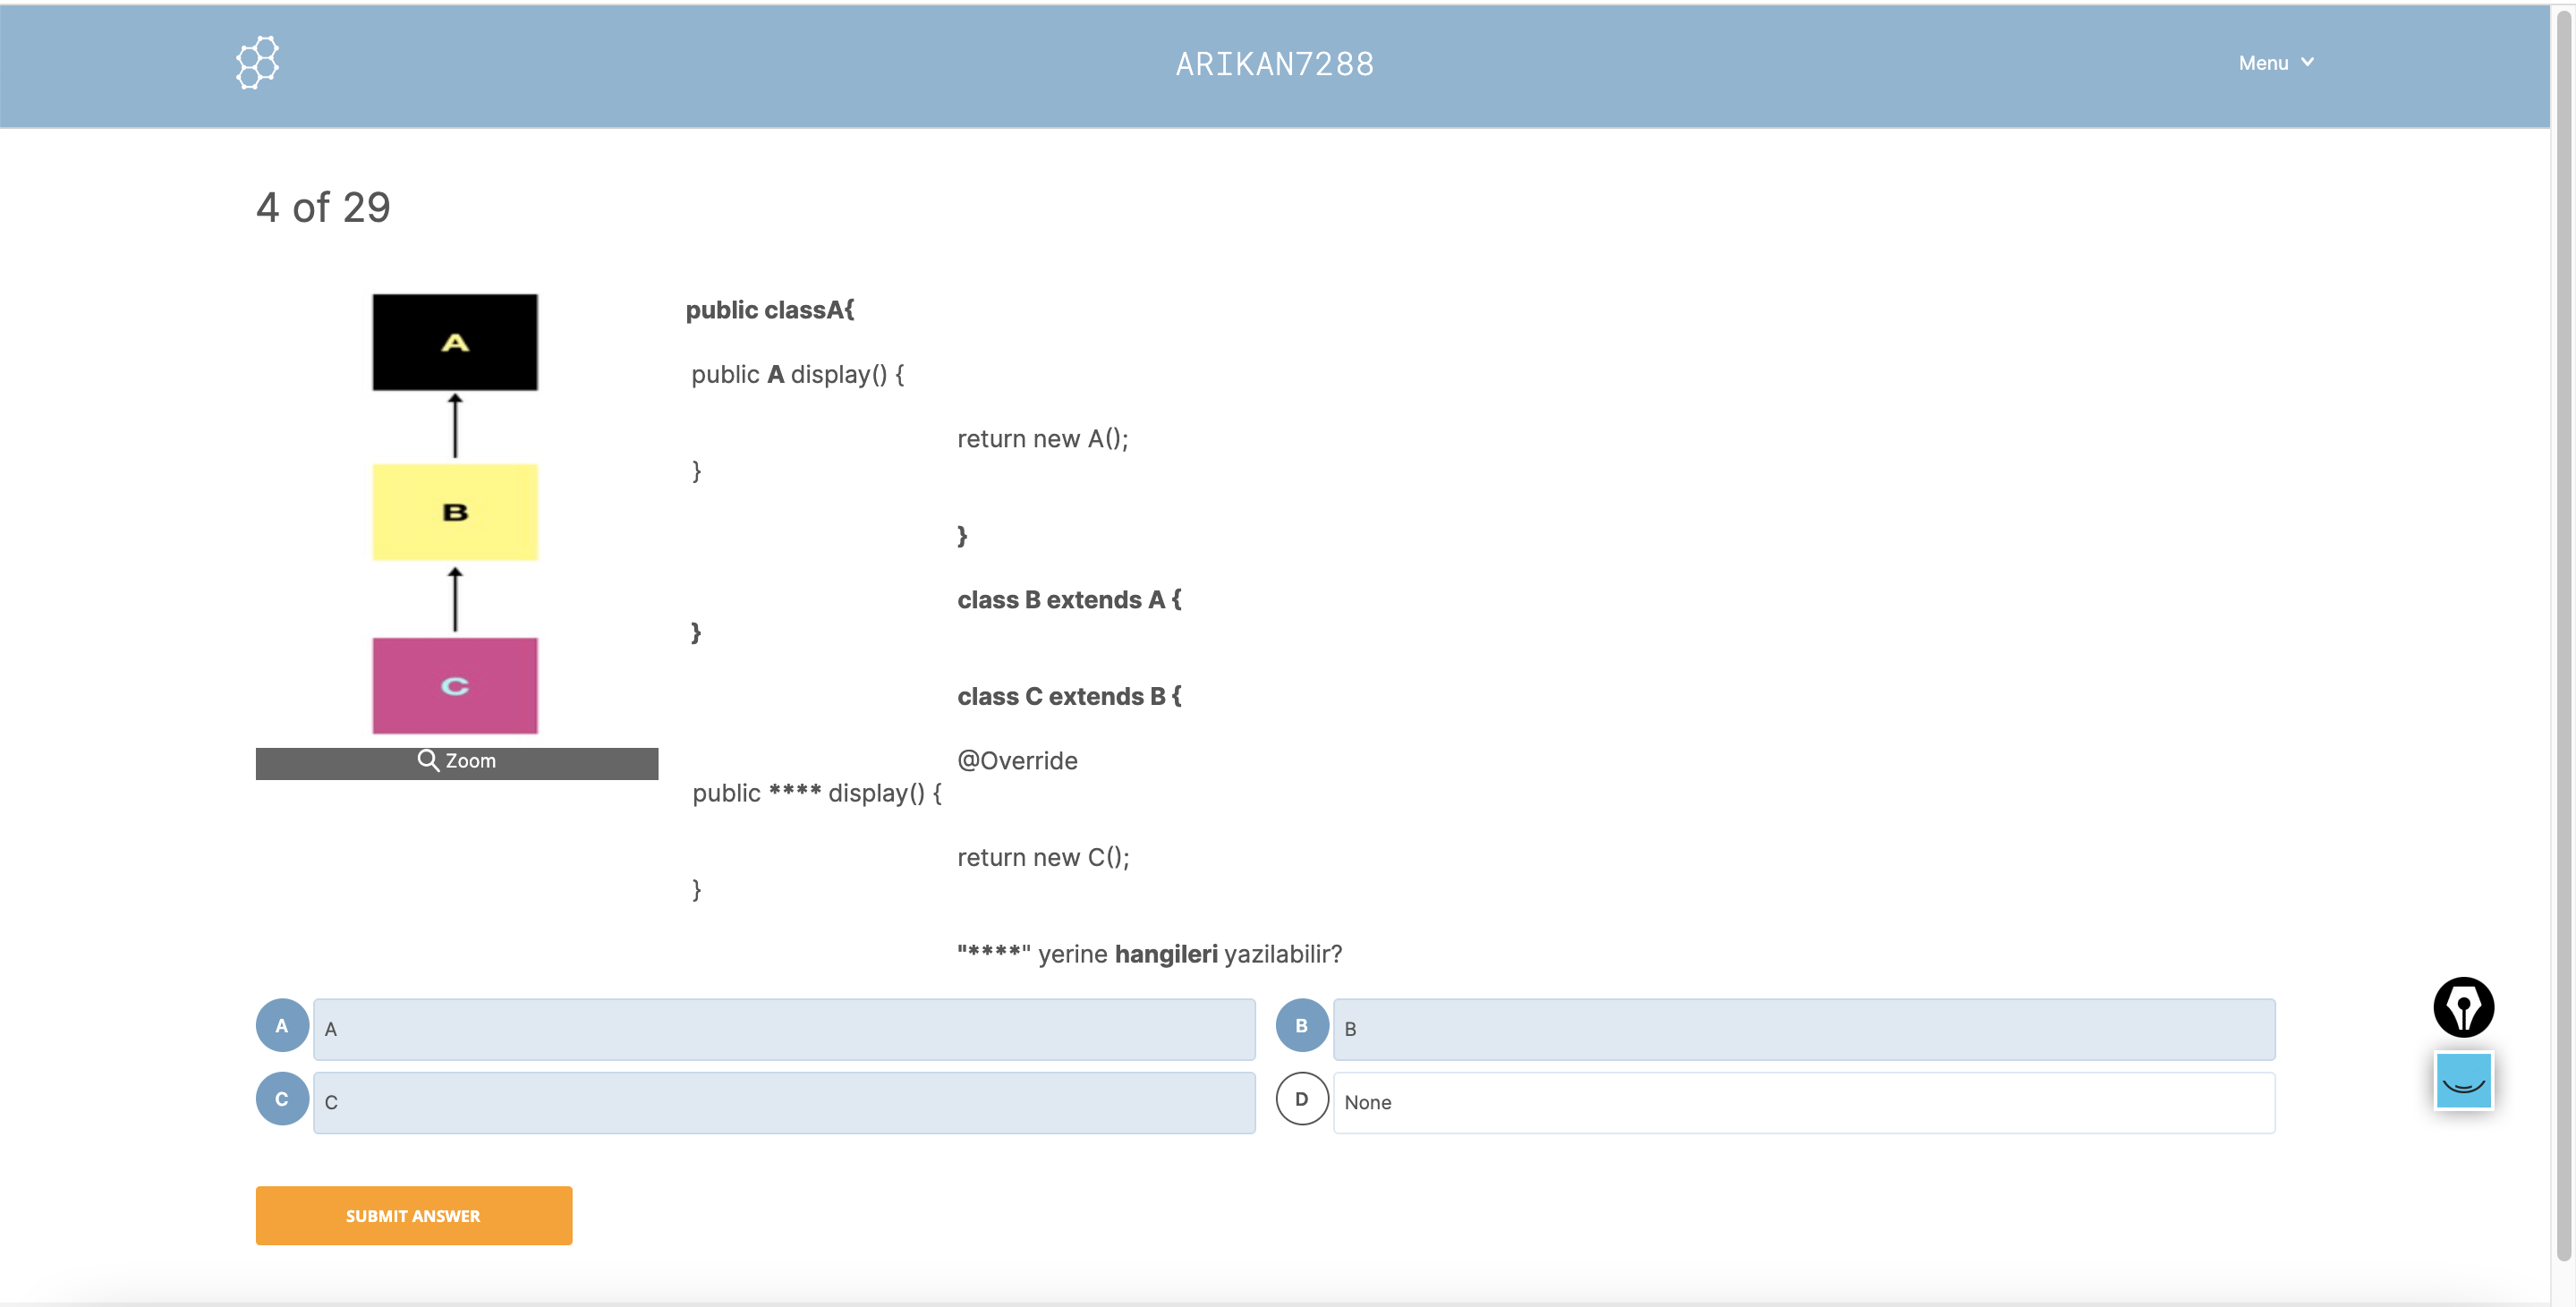 ARIKAN7288
Menu
4 of 29
A
B
C
Zoom
public classA{
public A display() {
return new A();
}
}
class B extends A {
}
class C extends B {
@Override
public **** display() {
return new C();
}
"****" yerine hangileri yazilabilir?
A A
B B
C C
D None
SUBMIT ANSWER